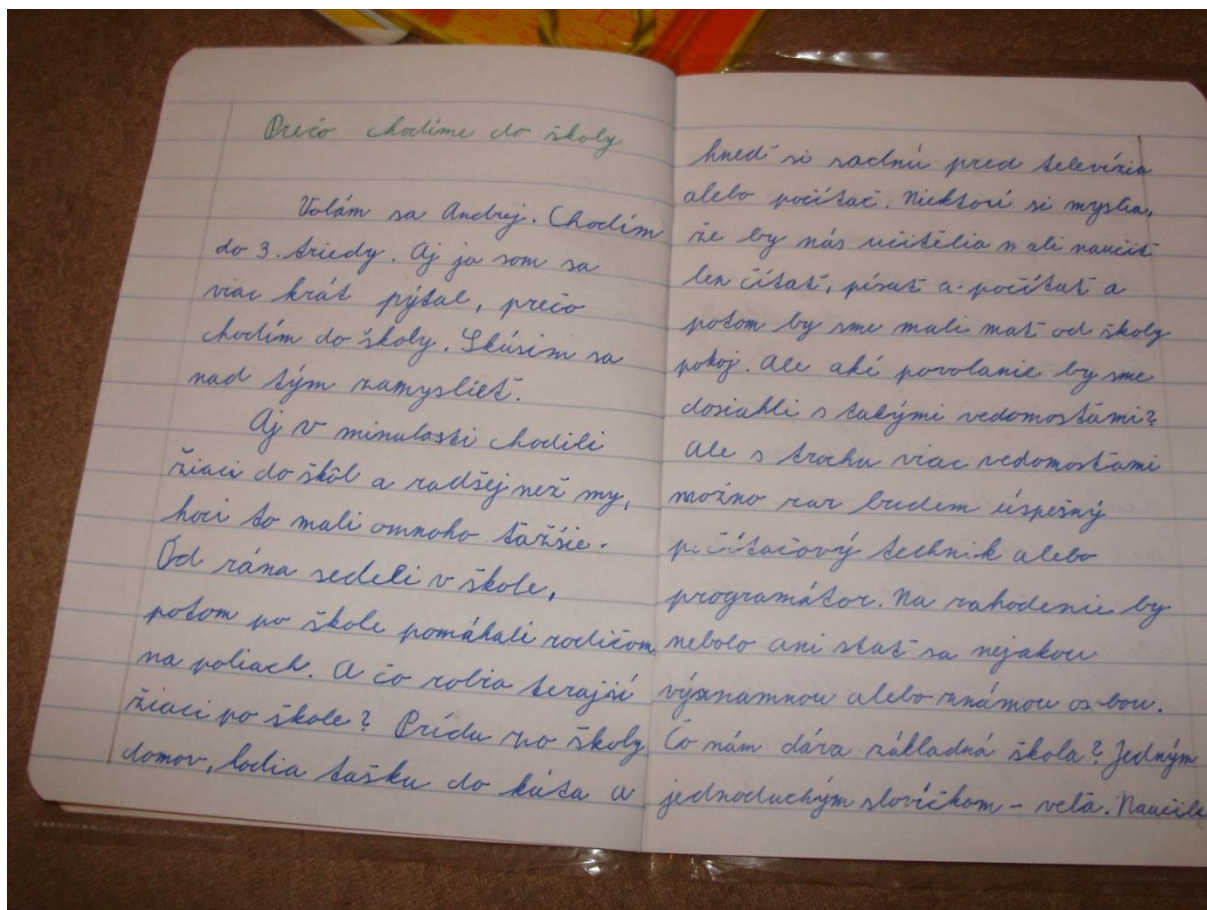 Prečo chodíme do školy
Volám sa Andrej. Chodím
do 3. triedy. Aj ja som sa
viac krát pýtal, prečo
chodím do školy. Skúsim sa
nad tým zamyslieť.
Aj v minulosti chodili
žiaci do škôl a radšej než my,
hoci to mali omnoho ťažšie.
Od rána sedeli v škole,
potom po škole pomáhali rodičom
na poliach. A čo robia terajší
žiaci po škole? Prídu zo školy
domov, hodia tašku do kúta a
hneď si sadnú pred televízia
alebo počítač. Niektorí si myslia,
že by nás učitélia mali naučiť
len čítať, písať a počítať a
potom by sme mali mať od školy
pokoj. Ale aké povolanie by sme
dosiahli s takými vedomosťami?
Ale s trochu viac vedomosťami
možno raz budem úspešný
počítačový technik alebo
programátor. Na zahodenie by
nebolo ani stať sa nejakou
významnou alebo známou osobou.
Čo nám dáva základná škola? Jedným
jednoduchým slovíčkom - veľa. Naučila